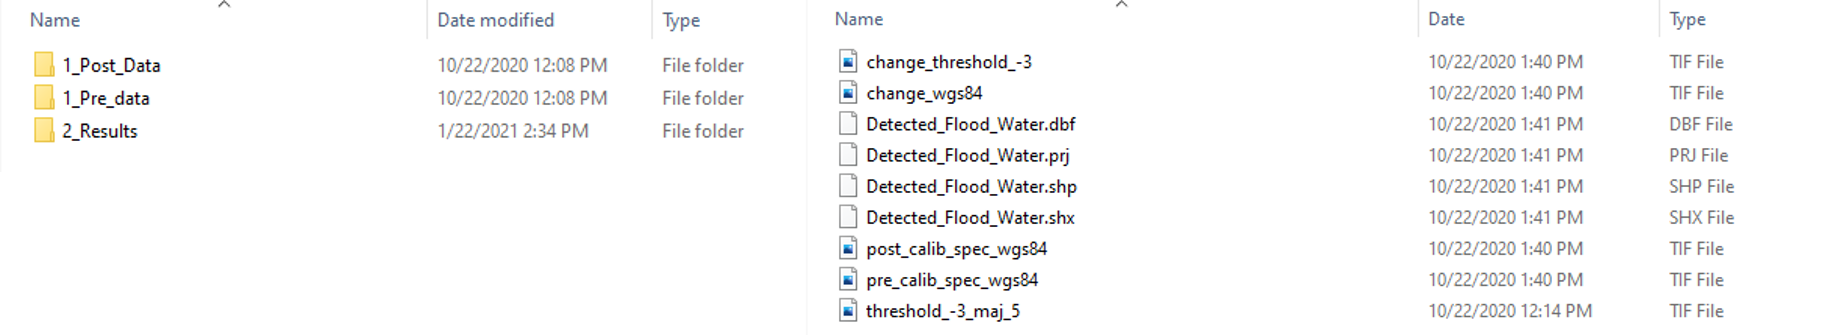 Name Date modified Type
1_Post_Data 10/22/2020 12:08 PM File folder
1_Pre_data 10/22/2020 12:08 PM File folder
2_Results 1/22/2021 2:34 PM File folder
Name Date Type
change_threshold_-3 10/22/2020 1:40 PM TIF File
change_wgs84 10/22/2020 1:40 PM TIF File
Detected_Flood_Water.dbf 10/22/2020 1:41 PM DBF File
Detected_Flood_Water.prj 10/22/2020 1:41 PM PRJ File
Detected_Flood_Water.shp 10/22/2020 1:41 PM SHP File
Detected_Flood_Water.shx 10/22/2020 1:41 PM SHX File
post_calib_spec_wgs84 10/22/2020 1:40 PM TIF File
pre_calib_spec_wgs84 10/22/2020 1:40 PM TIF File
threshold_-3_maj_5 10/22/2020 12:14 PM TIF File